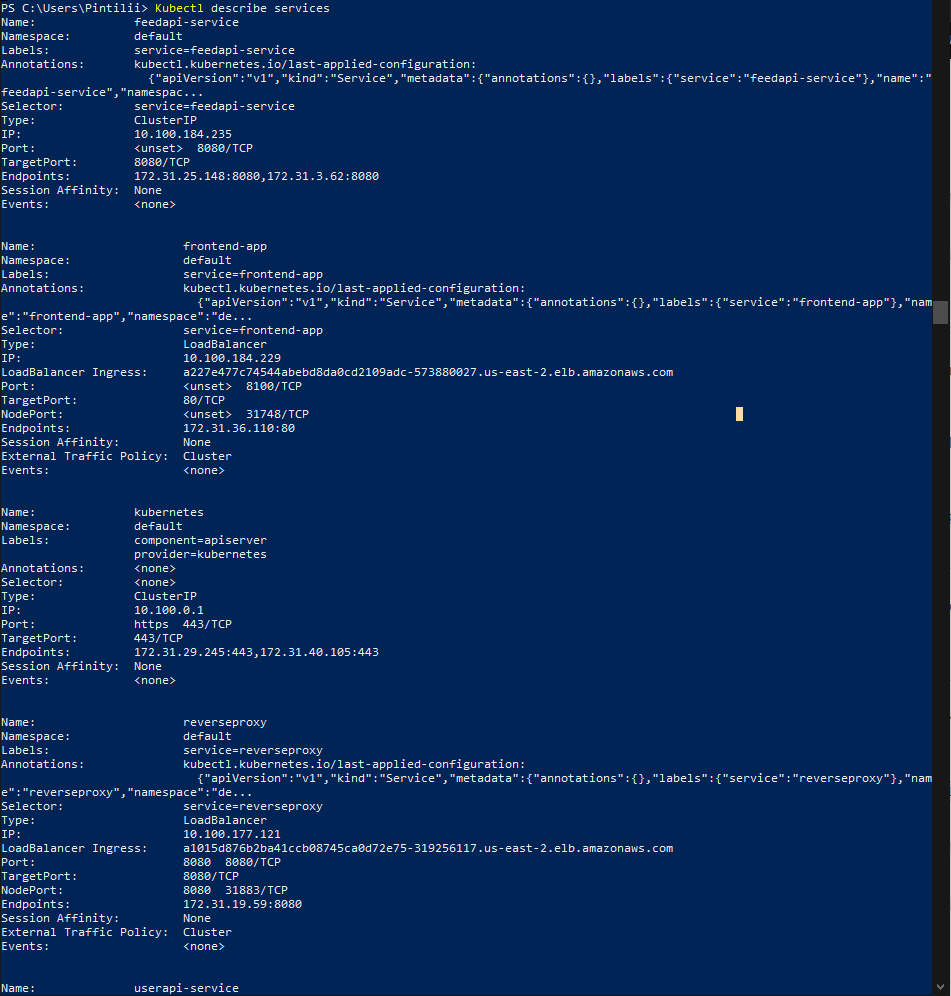 PS C:\Users\Pintilii> Kubectl describe services
Name:              feedapi-service
Namespace:         default
Labels:            service=feedapi-service
Annotations:       kubectl.kubernetes.io/last-applied-configuration:
                     {"apiVersion":"v1","kind":"Service","metadata":{"annotations":{},"labels":{"service":"feedapi-service"},"name":"
feedapi-service","namespac...
Selector:          service=feedapi-service
Type:              ClusterIP
IP:                10.100.184.235
Port:              <unset>  8080/TCP
TargetPort:        8080/TCP
Endpoints:         172.31.25.148:8080,172.31.3.62:8080
Session Affinity:  None
Events:            <none>

Name:                     frontend-app
Namespace:                default
Labels:                   service=frontend-app
Annotations:              kubectl.kubernetes.io/last-applied-configuration:
                            {"apiVersion":"v1","kind":"Service","metadata":{"annotations":{},"labels":{"service":"frontend-app"},"nam
e":"frontend-app","namespace":"de...
Selector:                 service=frontend-app
Type:                     LoadBalancer
IP:                       10.100.184.229
LoadBalancer Ingress:     a227e477c74544abebd8da0cd2109adc-573880027.us-east-2.elb.amazonaws.com
Port:                     <unset>  8100/TCP
TargetPort:               80/TCP
NodePort:                 <unset>  31748/TCP
Endpoints:                172.31.36.110:80
Session Affinity:         None
External Traffic Policy:  Cluster
Events:                   <none>

Name:              kubernetes
Namespace:         default
Labels:            component=apiserver
                   provider=kubernetes
Annotations:       <none>
Selector:          <none>
Type:              ClusterIP
IP:                10.100.0.1
Port:              https  443/TCP
TargetPort:        443/TCP
Endpoints:         172.31.29.245:443,172.31.40.105:443
Session Affinity:  None
Events:            <none>

Name:                     reverseproxy
Namespace:                default
Labels:                   service=reverseproxy
Annotations:              kubectl.kubernetes.io/last-applied-configuration:
                            {"apiVersion":"v1","kind":"Service","metadata":{"annotations":{},"labels":{"service":"reverseproxy"},"nam
e":"reverseproxy","namespace":"de...
Selector:                 service=reverseproxy
Type:                     LoadBalancer
IP:                       10.100.177.121
LoadBalancer Ingress:     a1015d876b2ba41ccb08745ca0d72e75-319256117.us-east-2.elb.amazonaws.com
Port:                     8080  8080/TCP
TargetPort:               8080/TCP
NodePort:                 8080  31883/TCP
Endpoints:                172.31.19.59:8080
Session Affinity:         None
External Traffic Policy:  Cluster
Events:                   <none>

Name:              userapi-service